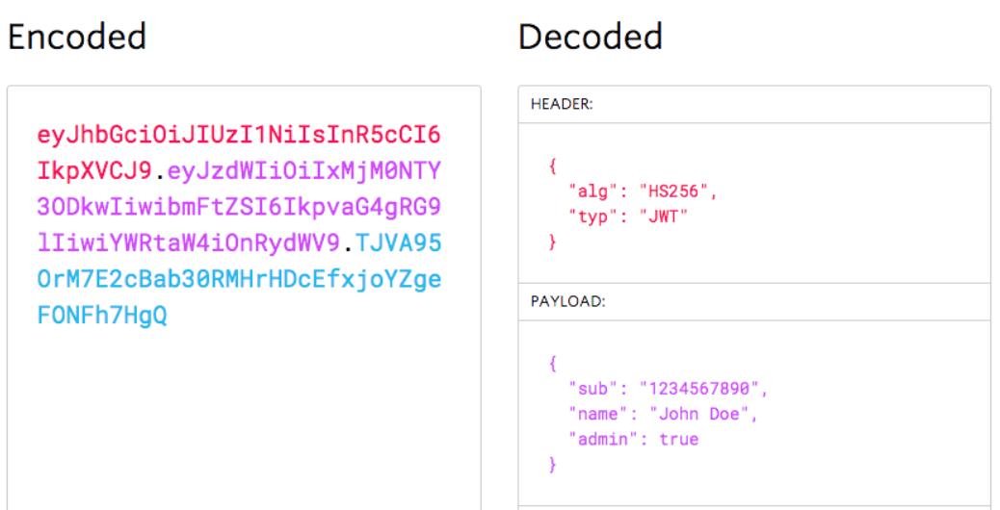 Encoded
eyJhbGciOiJIUzI1NiIsInR5cCI6
IkpXVCJ9.eyJzdWIiOiIxMjM0NTY
3ODkwIiwibmFtZSI6IkpvaG4gRG9
lIiwiYWRtaW4iOnRydWV9.TJVA95
OrM7E2cBab30RMHrHDcEfxjoYZge
FONFh7HgQ
Decoded
HEADER:
{
"alg": "HS256",
"typ": "JWT"
}
PAYLOAD:
{
"sub": "1234567890",
"name": "John Doe",
"admin": true
}